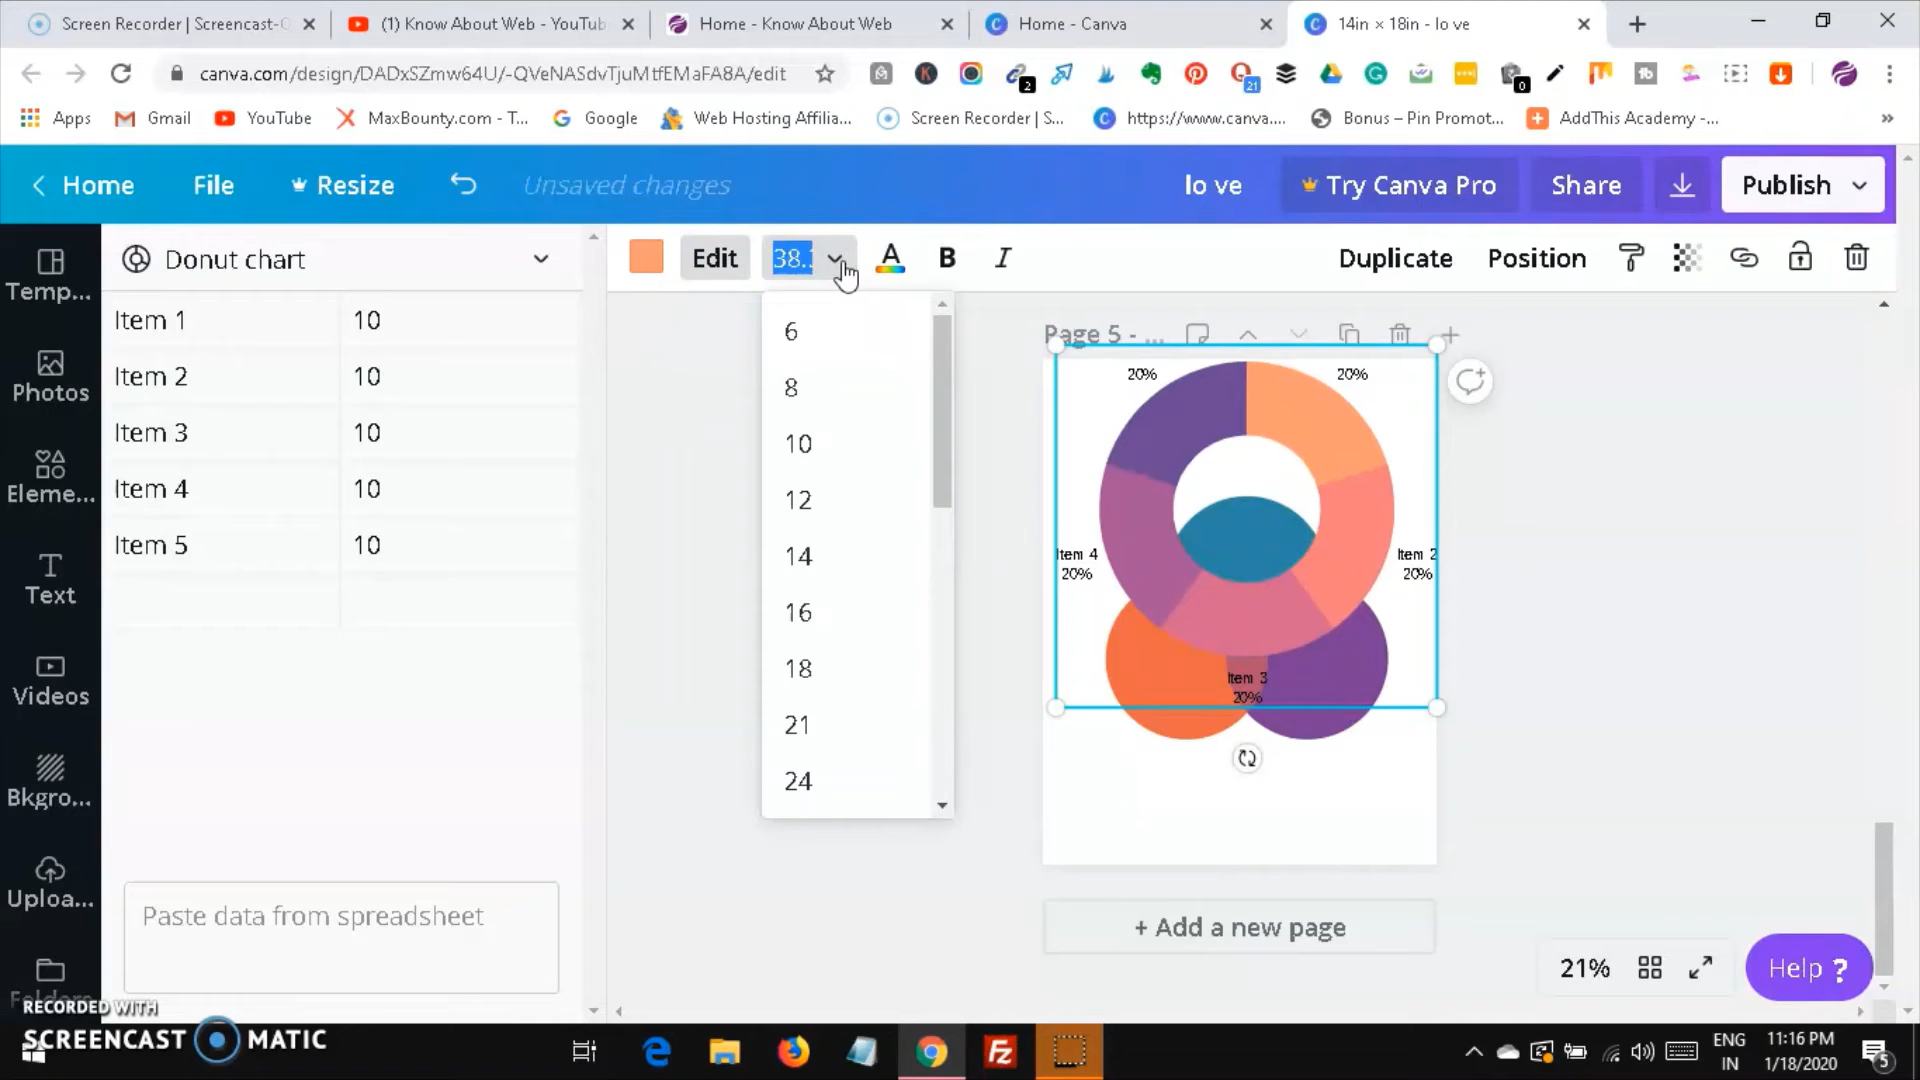 Screen Recorder | Screencast-O
(1) Know About Web - YouTub
Home - Know About Web
Home - Canva
14in × 18in - lo ve
canva.com/design/DADxSZmw64U/-QVeNASdvTjuMtfEMaFA8A/edit
2
21
0
Apps
Gmail
YouTube
MaxBounty.com - T...
Google
Web Hosting Affilia...
Screen Recorder | S...
https://www.canva....
Bonus – Pin Promot...
AddThis Academy -...
Home
File
Resize
Unsaved changes
lo ve
Try Canva Pro
Share
Publish
Donut chart
Edit
38.
A
B
I
Duplicate
Position
Temp...
Photos
Eleme...
Text
Videos
Bkgro...
Uploa...
Folders
Item 1 10
Item 2 10
Item 3 10
Item 4 10
Item 5 10
Paste data from spreadsheet
6
8
10
12
14
16
18
21
24
Page 5 - ...
20%
20%
Item 4
20%
Item 2
20%
Item 3
20%
+ Add a new page
21%
Help ?
RECORDED WITH
SCREENCAST MATIC
ENG
IN
11:16 PM
1/18/2020
5